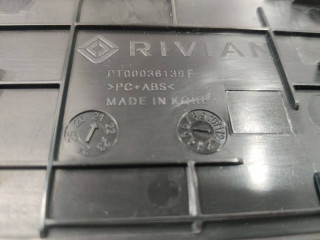 RIVIAN
PT00036139F
>PC+ABS<
MADE IN KOREA